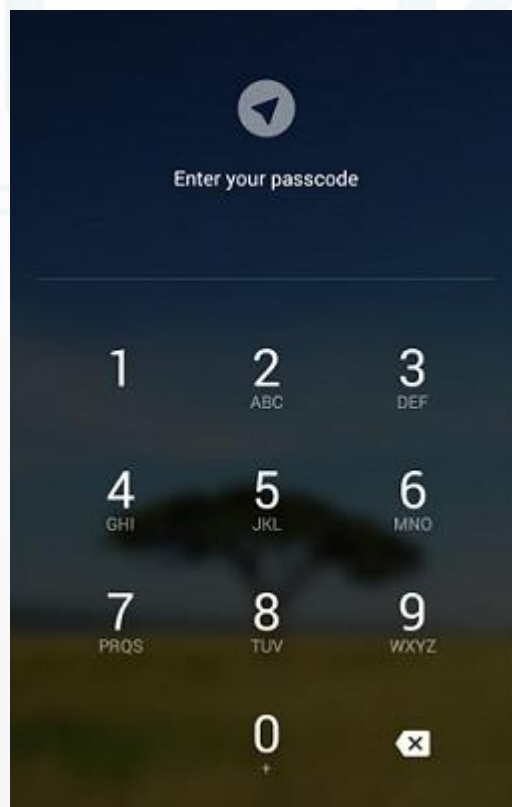 Enter your passcode
1 2 3
ABC DEF
4 5 6
GHI JKL MNO
7 8 9
PRQS TUV WXYZ
0
+